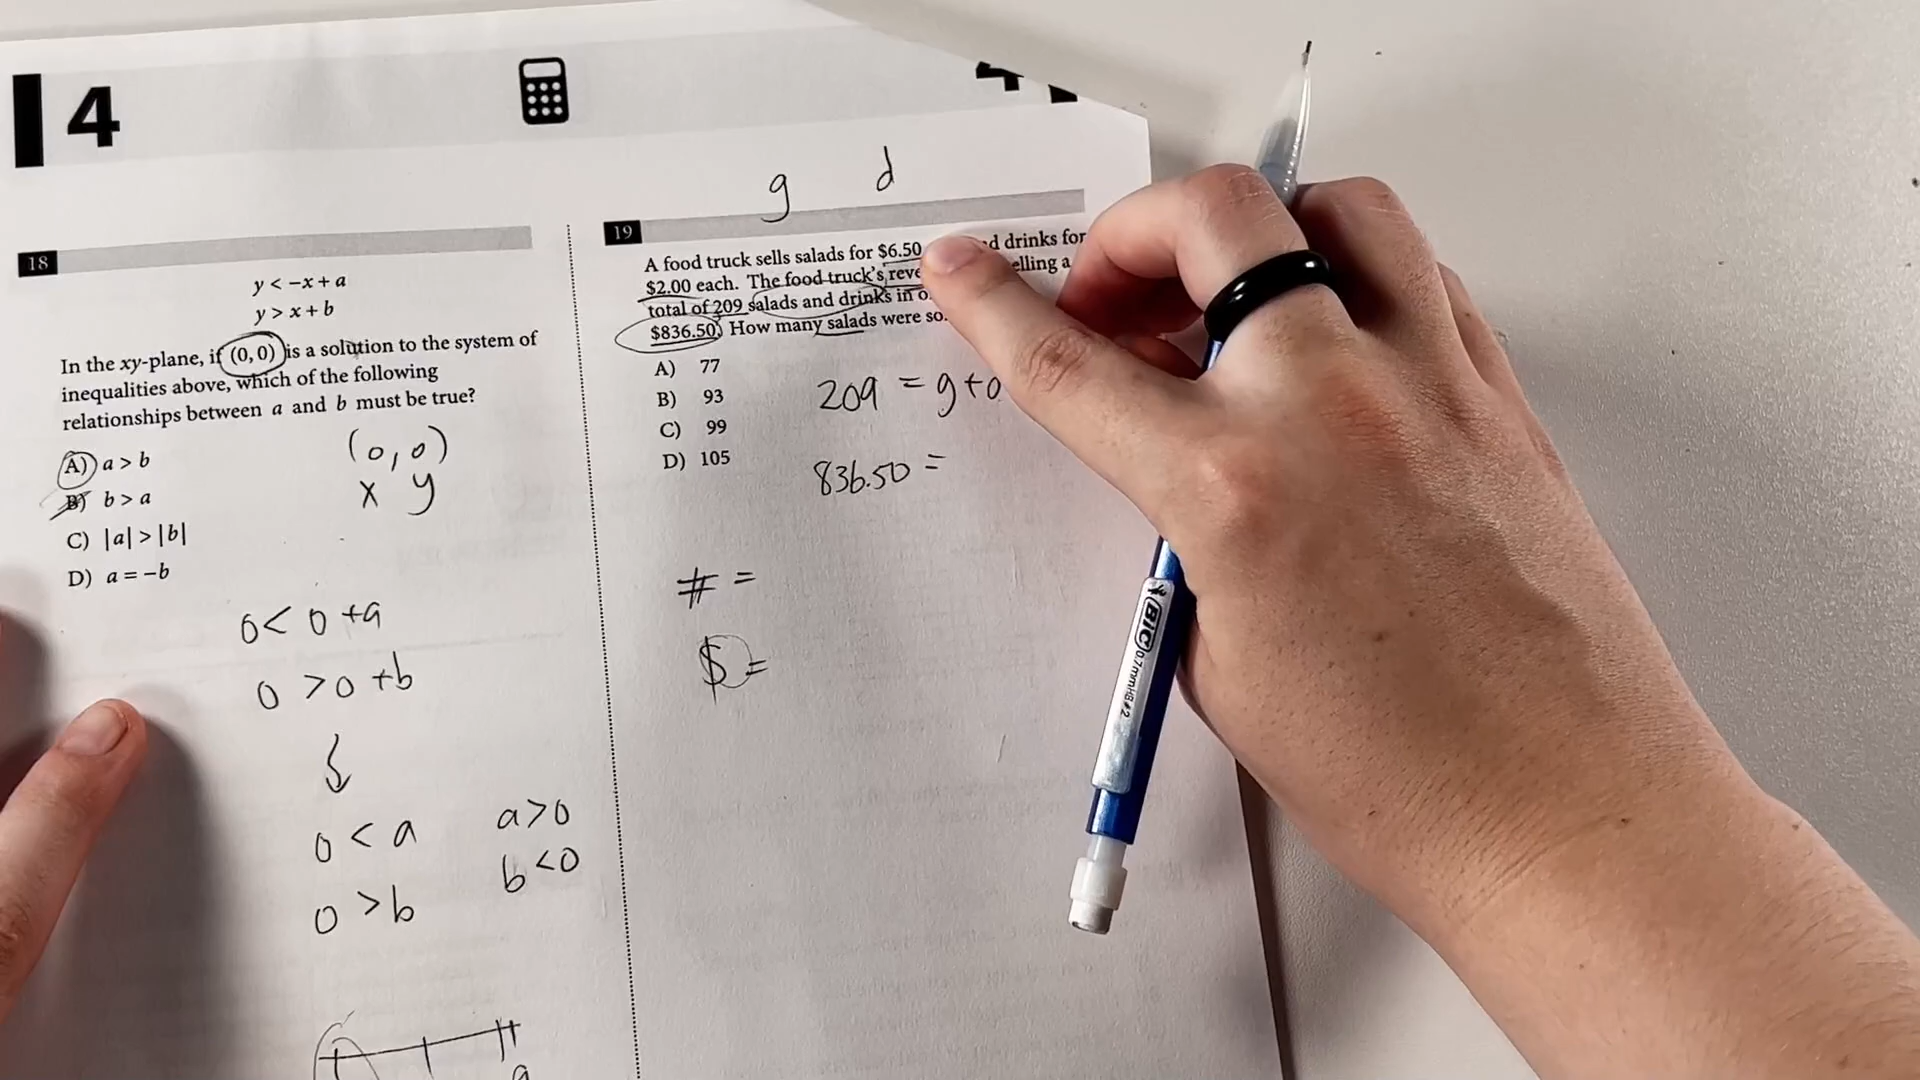 4
18
y < −x + a
y > x + b
In the xy-plane, if (0, 0) is a solution to the system of
inequalities above, which of the following
relationships between a and b must be true?
A) a > b
B) b > a
C) |a| > |b|
D) a = −b
(0, 0)
x y
0 < 0 + a
0 > 0 + b
0 < a
0 > b
a > 0
b < 0
g d
19
A food truck sells salads for $6.50 drinks for
$2.00 each. The food truck's selling a
total of 209 salads and drinks in
$836.50. How many salads were
A) 77
B) 93
C) 99
D) 105
209 = g +
836.50 =
# =
$ =
BIC 0.7mm HB #2